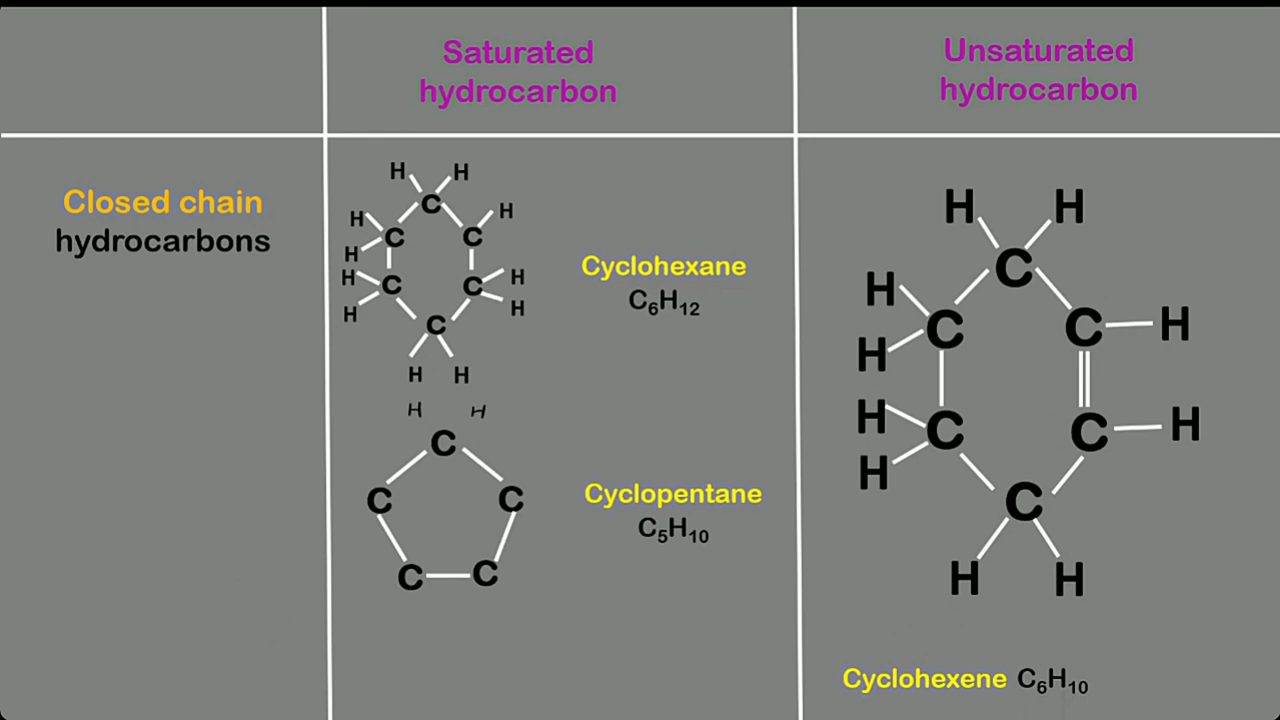 Saturated
hydrocarbon
Unsaturated
hydrocarbon
Closed chain
hydrocarbons
H H
C
H C C H
H
H C C H
H H
C
H H
Cyclohexane
C₆H₁₂
H H
C
C C
C C
Cyclopentane
C₅H₁₀
H H
C
H C C H
H
H C C H
H
C
H H
Cyclohexene C₆H₁₀